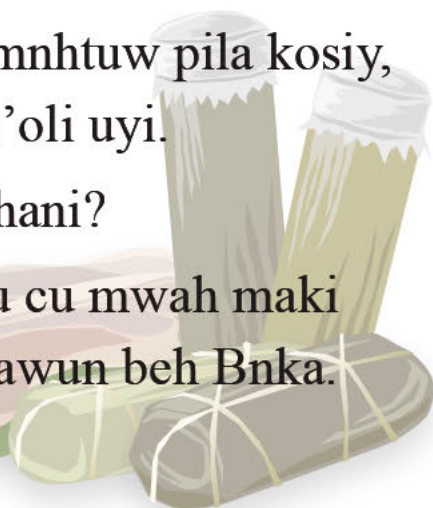 mnhtuw pila kosiy,
’oli uyi.
hani?
u cu mwah maki
awun beh Bnka.